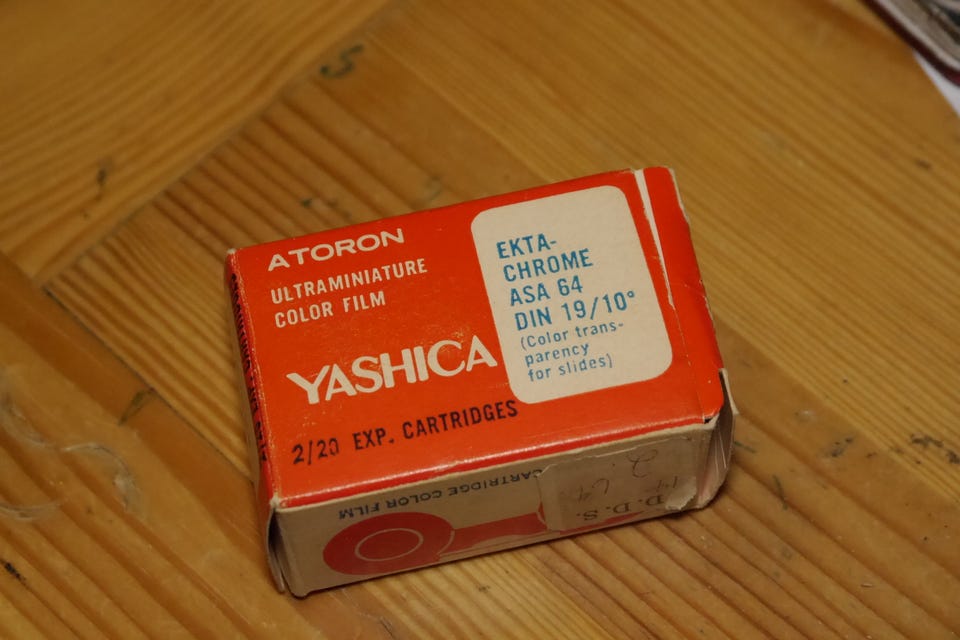 ATORON
ULTRAMINIATURE
COLOR FILM
YASHICA
2/20 EXP. CARTRIDGES
EKTA-
CHROME
ASA 64
DIN 19/10°
(Color trans-
parency
for slides)
CARTRIDGE COLOR FILM
D.D.S.
5